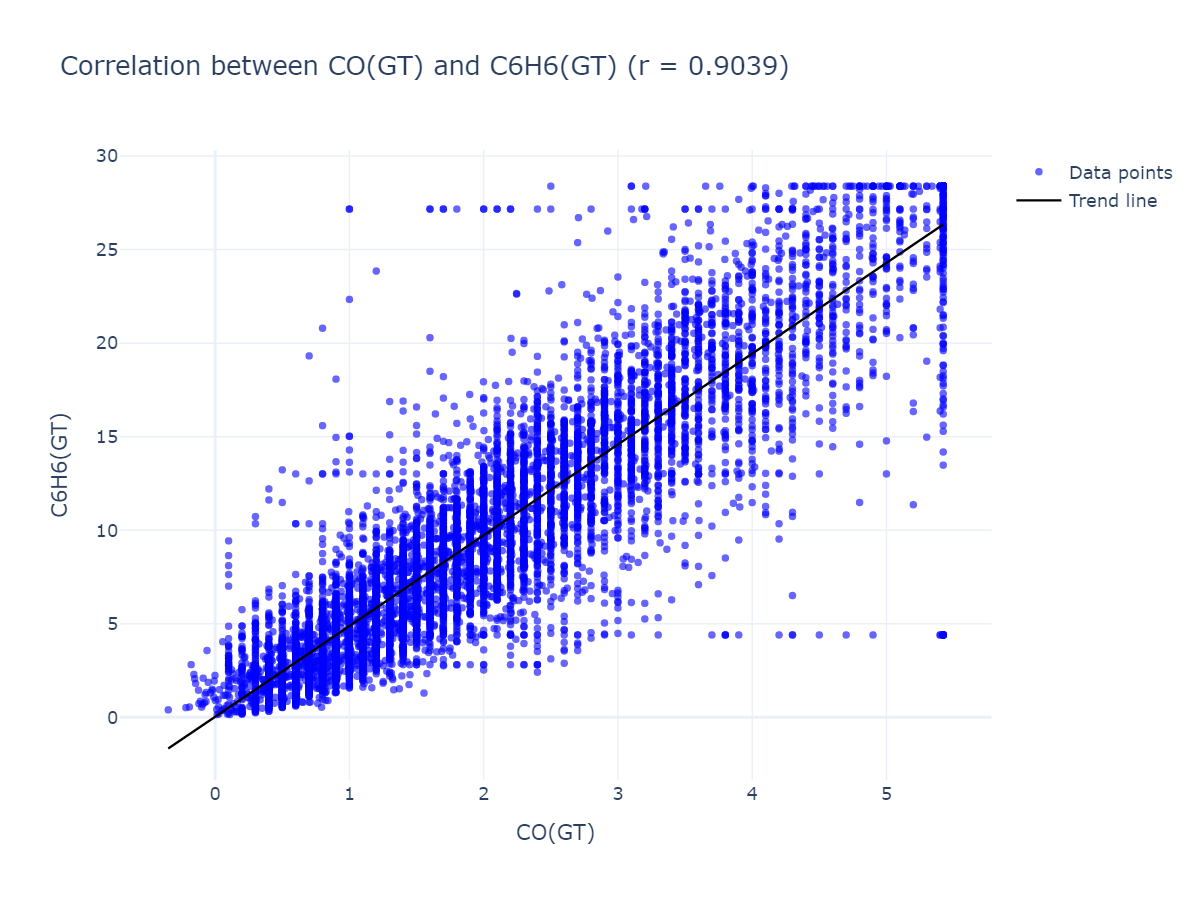 Correlation between CO(GT) and C6H6(GT) (r = 0.9039)
Data points
Trend line
C6H6(GT)
30
25
20
15
10
5
0
0 1 2 3 4 5
CO(GT)